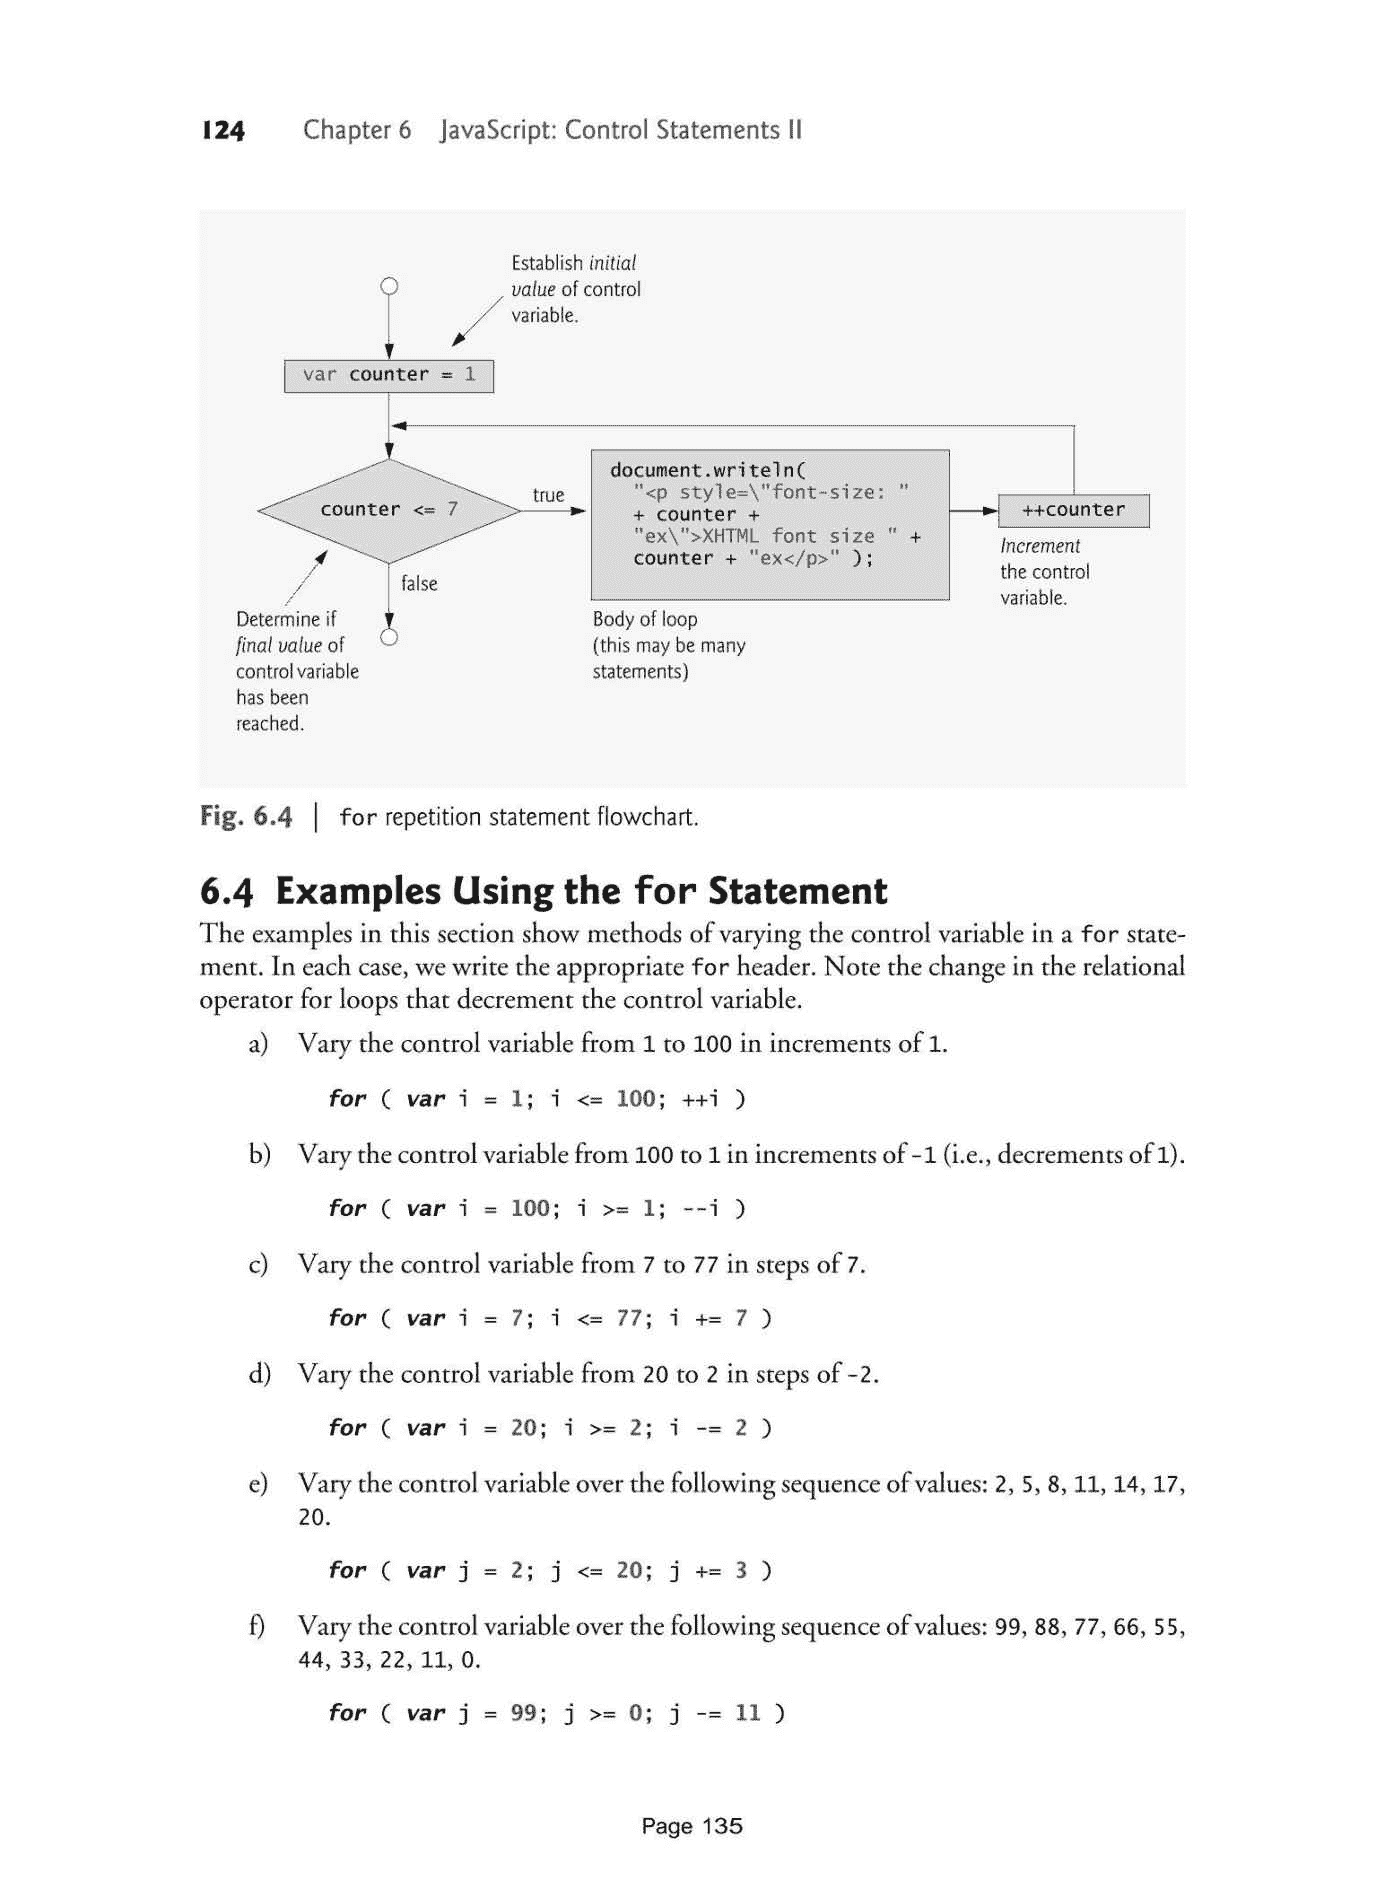 124 Chapter 6 JavaScript: Control Statements II
Establish initial
value of control
variable.
var counter = 1
counter <= 7
true
false
document.writeln(
"<p style=\"font-size: "
+ counter +
"ex\">XHTML font size " +
counter + "ex</p>" );
++counter
Increment
the control
variable.
Determine if
final value of
control variable
has been
reached.
Body of loop
(this may be many
statements)
Fig. 6.4 | for repetition statement flowchart.
6.4 Examples Using the for Statement
The examples in this section show methods of varying the control variable in a for state-
ment. In each case, we write the appropriate for header. Note the change in the relational
operator for loops that decrement the control variable.
a) Vary the control variable from 1 to 100 in increments of 1.
for ( var i = 1; i <= 100; ++i )
b) Vary the control variable from 100 to 1 in increments of -1 (i.e., decrements of 1).
for ( var i = 100; i >= 1; --i )
c) Vary the control variable from 7 to 77 in steps of 7.
for ( var i = 7; i <= 77; i += 7 )
d) Vary the control variable from 20 to 2 in steps of -2.
for ( var i = 20; i >= 2; i -= 2 )
e) Vary the control variable over the following sequence of values: 2, 5, 8, 11, 14, 17,
20.
for ( var j = 2; j <= 20; j += 3 )
f) Vary the control variable over the following sequence of values: 99, 88, 77, 66, 55,
44, 33, 22, 11, 0.
for ( var j = 99; j >= 0; j -= 11 )
Page 135